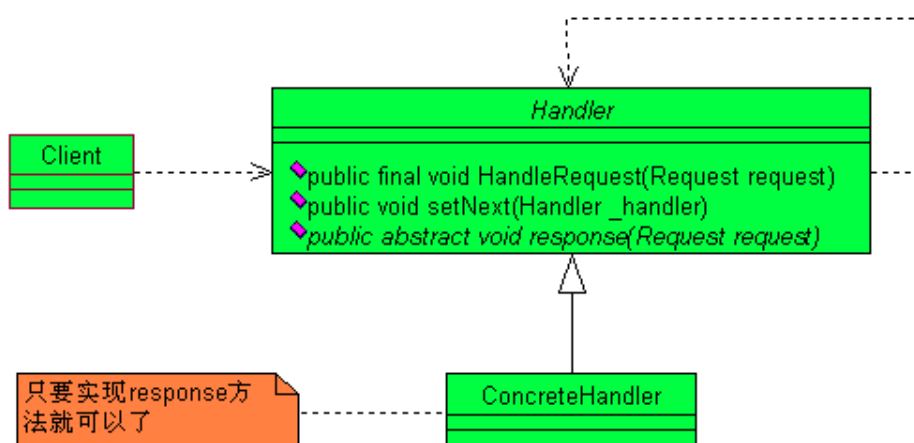 Handler
Client
public final void HandleRequest(Request request)
public void setNext(Handler _handler)
public abstract void response(Request request)
只要实现response方
法就可以了
ConcreteHandler